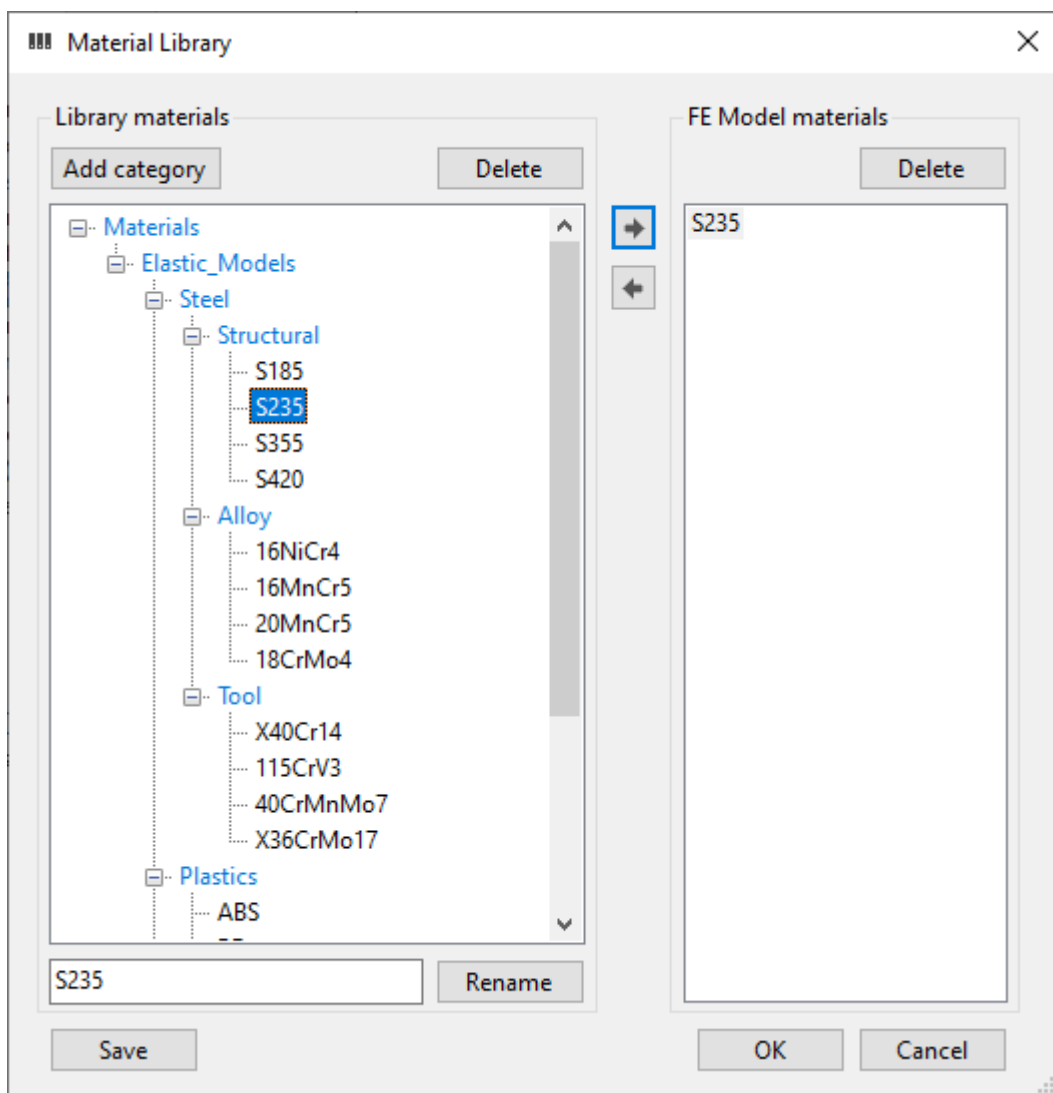 Material Library
Library materials
FE Model materials
Add category
Delete
Delete
Materials
S235
Elastic_Models
Steel
Structural
S185
S235
S355
S420
Alloy
16NiCr4
16MnCr5
20MnCr5
18CrMo4
Tool
X40Cr14
115CrV3
40CrMnMo7
X36CrMo17
Plastics
ABS
S235
Rename
Save
OK
Cancel